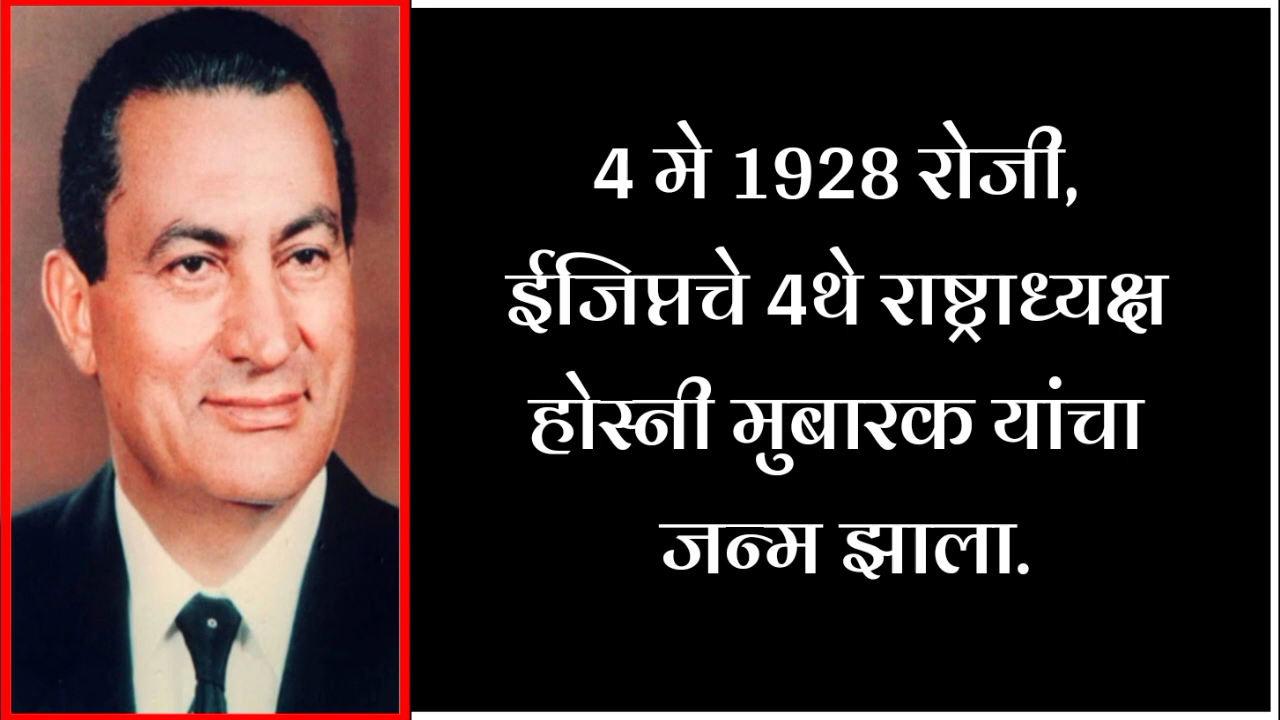 4 मे 1928 रोजी,
ईजिप्तचे 4थे राष्ट्राध्यक्ष
होस्नी मुबारक यांचा
जन्म झाला.